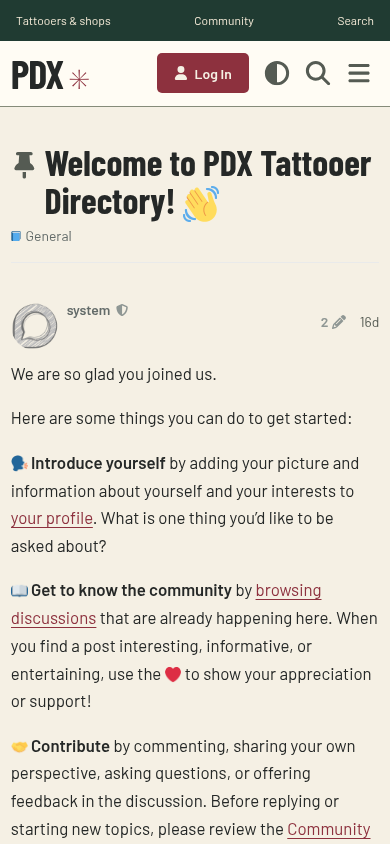 Tattooers & shops Community Search
PDX Log In
Welcome to PDX Tattooer
Directory! 👋
General
system 2 16d
We are so glad you joined us.
Here are some things you can do to get started:
🗣 Introduce yourself by adding your picture and
information about yourself and your interests to
your profile. What is one thing you’d like to be
asked about?
📖 Get to know the community by browsing
discussions that are already happening here. When
you find a post interesting, informative, or
entertaining, use the ❤️ to show your appreciation
or support!
🤝 Contribute by commenting, sharing your own
perspective, asking questions, or offering
feedback in the discussion. Before replying or
starting new topics, please review the Community